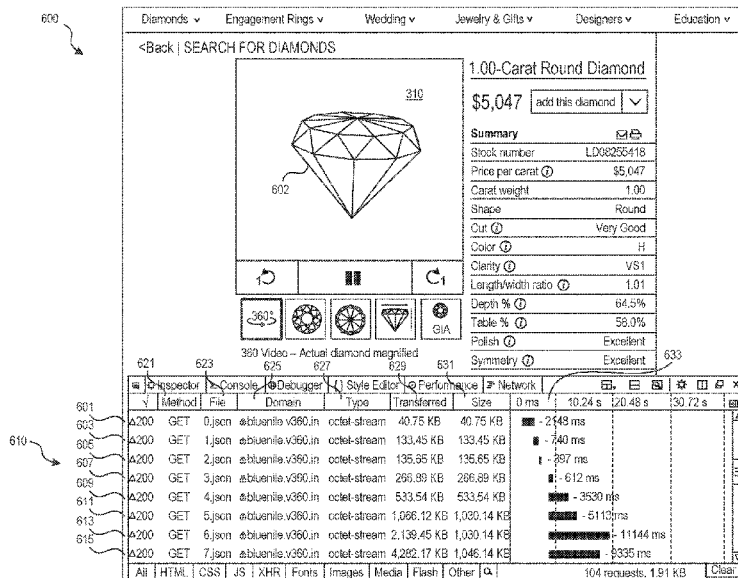 600
Diamonds Engagement Rings Wedding Jewelry & Gifts Designers Education
<Back | SEARCH FOR DIAMONDS
310
602
1 1
360°
GIA
360 Video – Actual diamond magnified
1.00-Carat Round Diamond
$5,047 add this diamond
Summary
Stock number LD08255418
Price per carat $5,047
Carat weight 1.00
Shape Round
Cut Very Good
Color H
Clarity VS1
Length/width ratio 1.01
Depth % 64.5%
Table % 58.0%
Polish Excellent
Symmetry Excellent
621 623 625 627 629 631 633
Inspector Console Debugger Style Editor Performance Network
√ Method File Domain Type Transferred Size 0 ms 10.24 s 20.48 s 30.72 s
610
601 603 605 607 609 611 613 615
200 GET 0.json bluenile.v360.in octet-stream 40.75 KB 40.75 KB - 2148 ms
200 GET 1.json bluenile.v360.in octet-stream 133.45 KB 133.45 KB - 740 ms
200 GET 2.json bluenile.v360.in octet-stream 135.65 KB 135.65 KB - 397 ms
200 GET 3.json bluenile.v360.in octet-stream 266.89 KB 266.89 KB - 612 ms
200 GET 4.json bluenile.v360.in octet-stream 533.54 KB 533.54 KB - 3530 ms
200 GET 5.json bluenile.v360.in octet-stream 1,066.12 KB 1,030.14 KB - 5113 ms
200 GET 6.json bluenile.v360.in octet-stream 2,139.45 KB 1,030.14 KB - 11144 ms
200 GET 7.json bluenile.v360.in octet-stream 4,282.17 KB 1,046.14 KB - 9335 ms
All HTML CSS JS XHR Fonts Images Media Flash Other 104 requests, 1.91 KB Clear